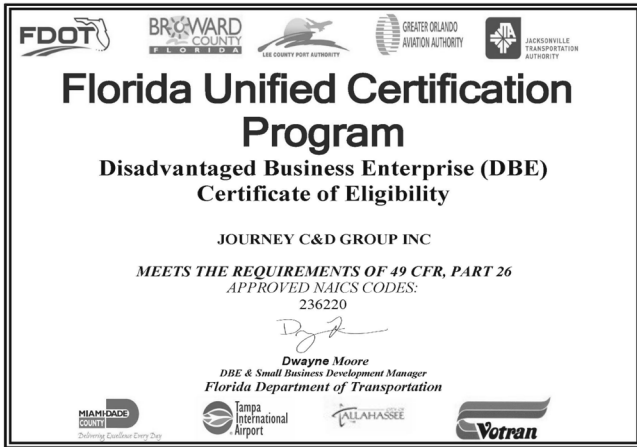 FDOT
BROWARD
COUNTY
FLORIDA
LEE COUNTY PORT AUTHORITY
GREATER ORLANDO
AVIATION AUTHORITY
JACKSONVILLE
TRANSPORTATION
AUTHORITY
Florida Unified Certification
Program
Disadvantaged Business Enterprise (DBE)
Certificate of Eligibility
JOURNEY C&D GROUP INC
MEETS THE REQUIREMENTS OF 49 CFR, PART 26
APPROVED NAICS CODES:
236220
Dwayne Moore
DBE & Small Business Development Manager
Florida Department of Transportation
MIAMI-DADE
COUNTY
Delivering Excellence Every Day
Tampa
International
Airport
TALLAHASSEE
Votran